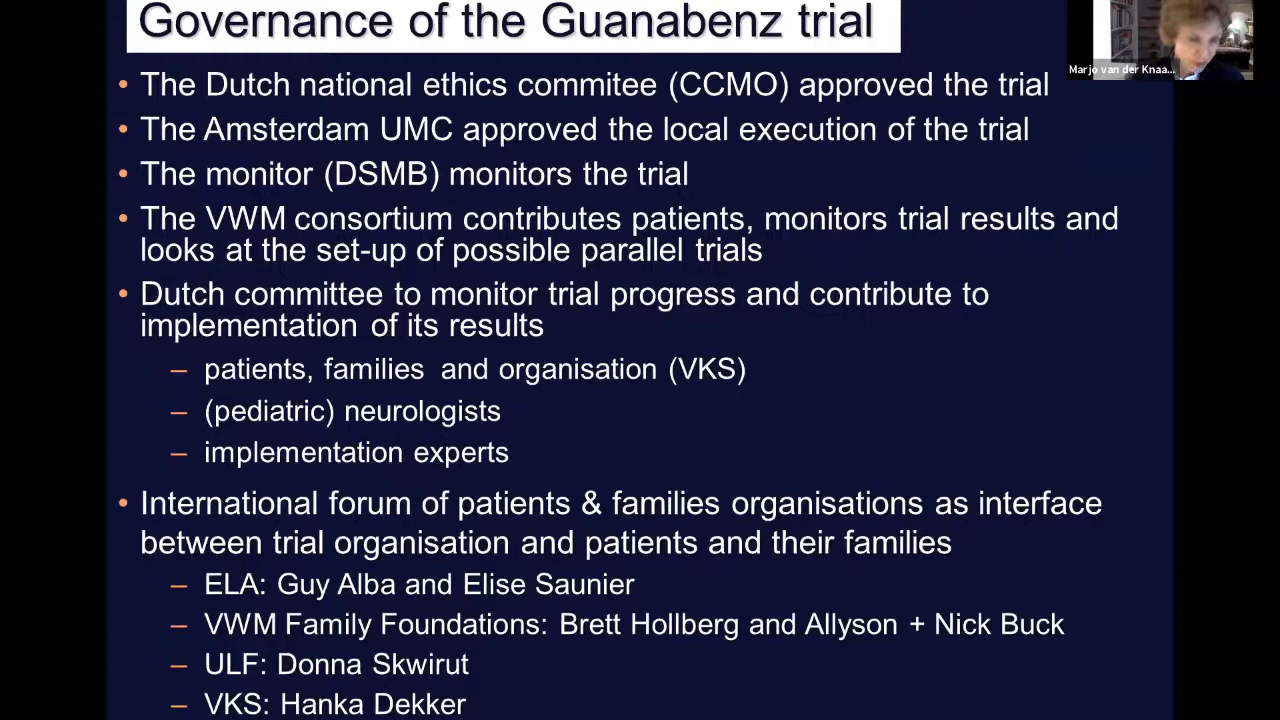 Governance of the Guanabenz trial
Marjo van der Knaa...
• The Dutch national ethics commitee (CCMO) approved the trial
• The Amsterdam UMC approved the local execution of the trial
• The monitor (DSMB) monitors the trial
• The VWM consortium contributes patients, monitors trial results and
looks at the set-up of possible parallel trials
• Dutch committee to monitor trial progress and contribute to
implementation of its results
– patients, families and organisation (VKS)
– (pediatric) neurologists
– implementation experts
• International forum of patients & families organisations as interface
between trial organisation and patients and their families
– ELA: Guy Alba and Elise Saunier
– VWM Family Foundations: Brett Hollberg and Allyson + Nick Buck
– ULF: Donna Skwirut
– VKS: Hanka Dekker